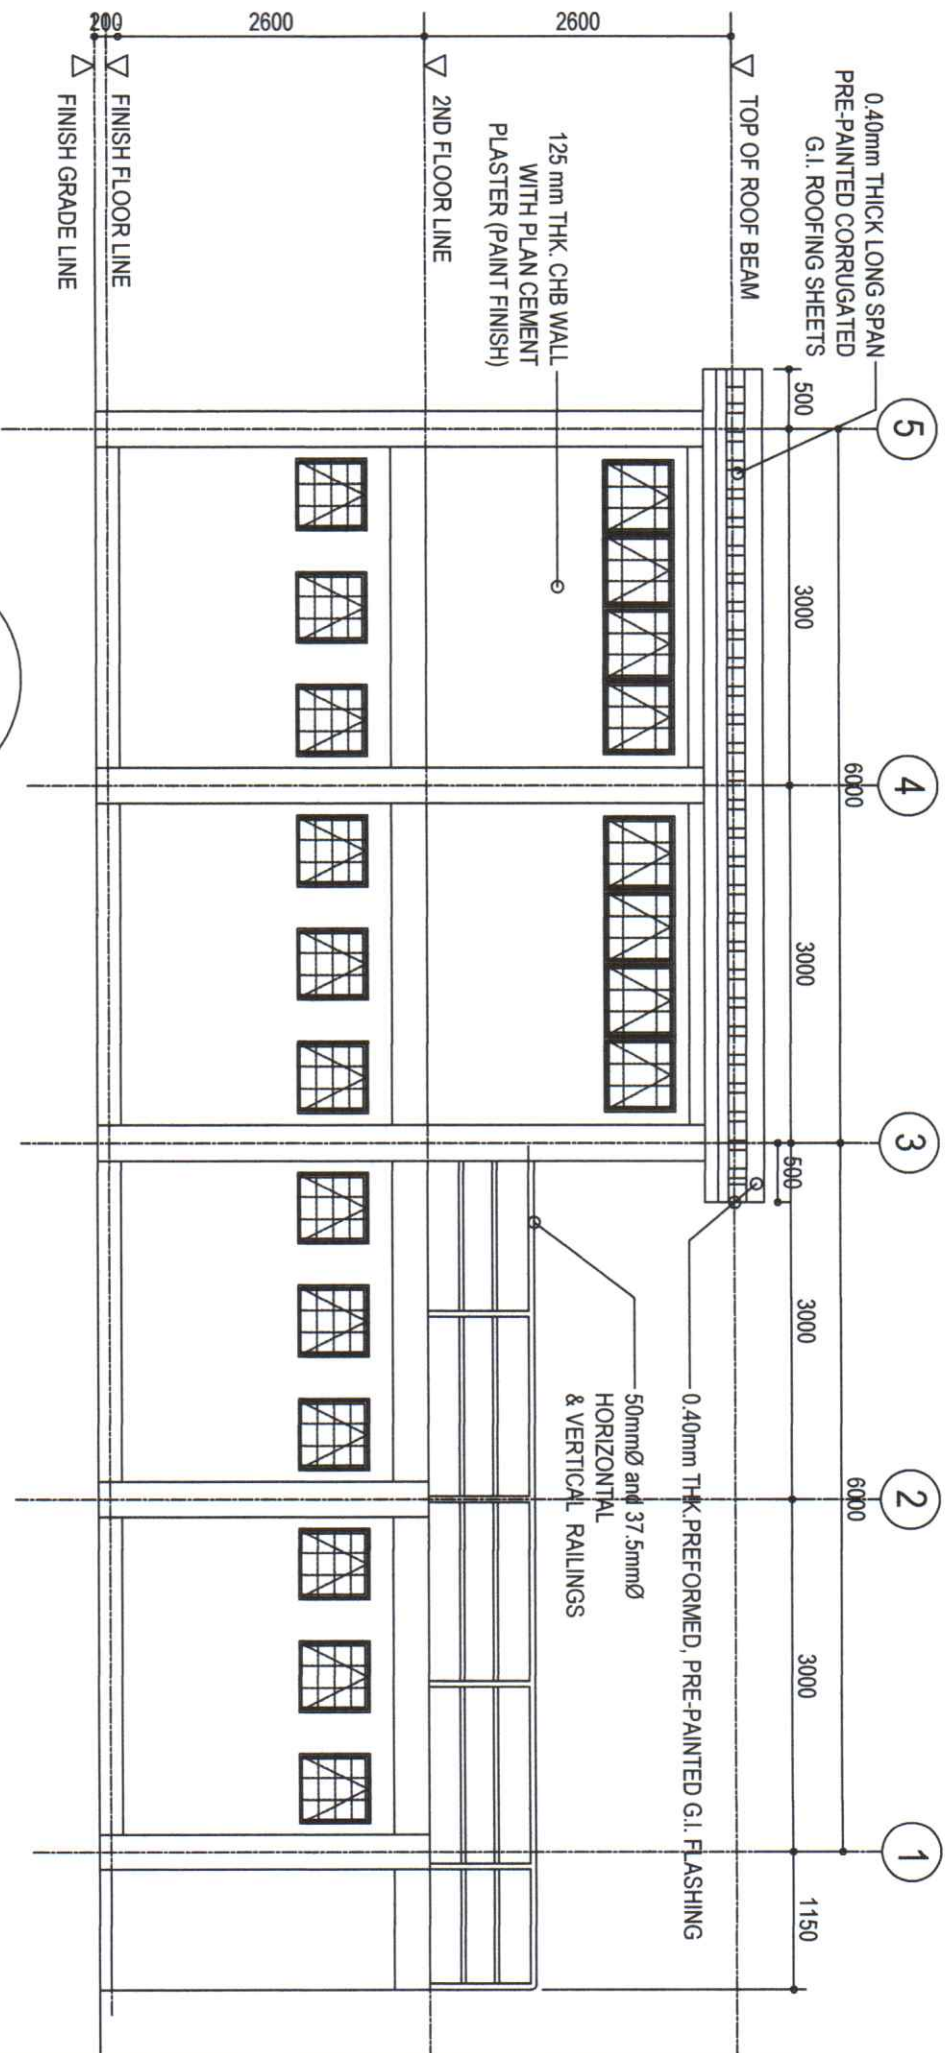 5
4
3
2
1
6000
6000
500
3000
3000
500
3000
3000
1150
0.40mm THICK LONG SPAN
PRE-PAINTED CORRUGATED
G.I. ROOFING SHEETS
TOP OF ROOF BEAM
2600
0.40mm THK.PREFORMED, PRE-PAINTED G.I. FLASHING
50mmØ and 37.5mmØ
HORIZONTAL
& VERTICAL RAILINGS
125 mm THK. CHB WALL
WITH PLAN CEMENT
PLASTER (PAINT FINISH)
2ND FLOOR LINE
2600
FINISH FLOOR LINE
FINISH GRADE LINE